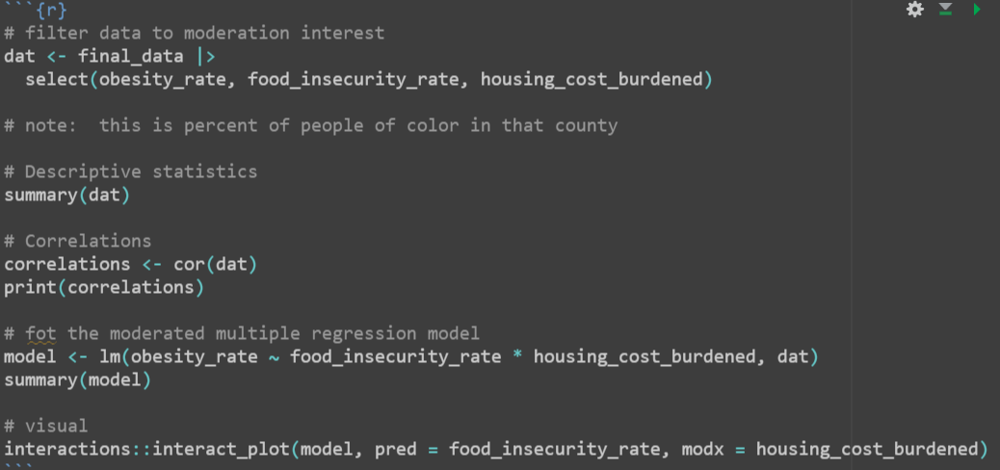 ```{r}
# filter data to moderation interest
dat <- final_data |>
  select(obesity_rate, food_insecurity_rate, housing_cost_burdened)

# note:  this is percent of people of color in that county

# Descriptive statistics
summary(dat)

# Correlations
correlations <- cor(dat)
print(correlations)

# fot the moderated multiple regression model
model <- lm(obesity_rate ~ food_insecurity_rate * housing_cost_burdened, dat)
summary(model)

# visual
interactions::interact_plot(model, pred = food_insecurity_rate, modx = housing_cost_burdened)
```